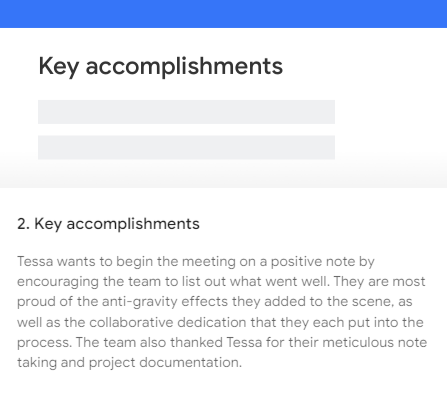 Key accomplishments
2. Key accomplishments
Tessa wants to begin the meeting on a positive note by
encouraging the team to list out what went well. They are most
proud of the anti-gravity effects they added to the scene, as
well as the collaborative dedication that they each put into the
process. The team also thanked Tessa for their meticulous note
taking and project documentation.